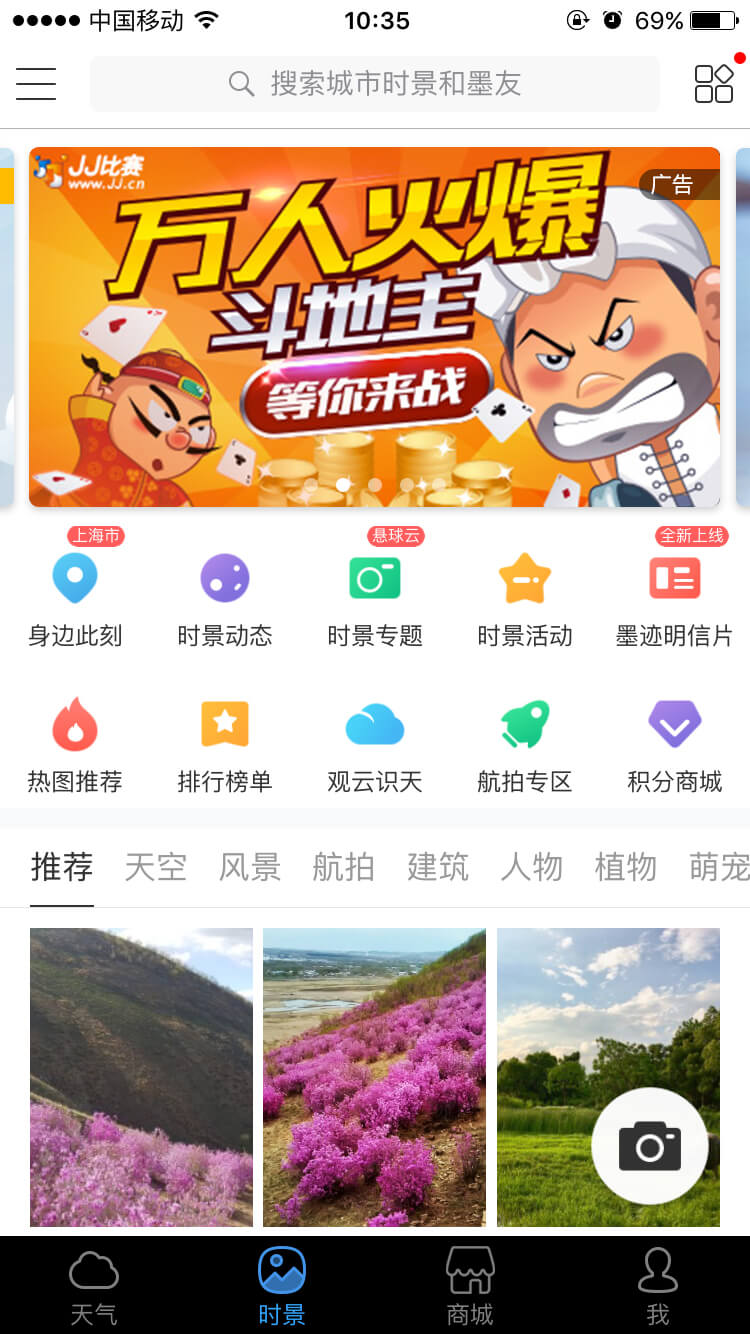 中国移动
10:35
69%
搜索城市时景和墨友
JJ比赛
www.JJ.cn
广告
万人火爆
斗地主
等你来战
上海市
悬球云
全新上线
身边此刻
时景动态
时景专题
时景活动
墨迹明信片
热图推荐
排行榜单
观云识天
航拍专区
积分商城
推荐
天空
风景
航拍
建筑
人物
植物
萌宠
天气
时景
商城
我